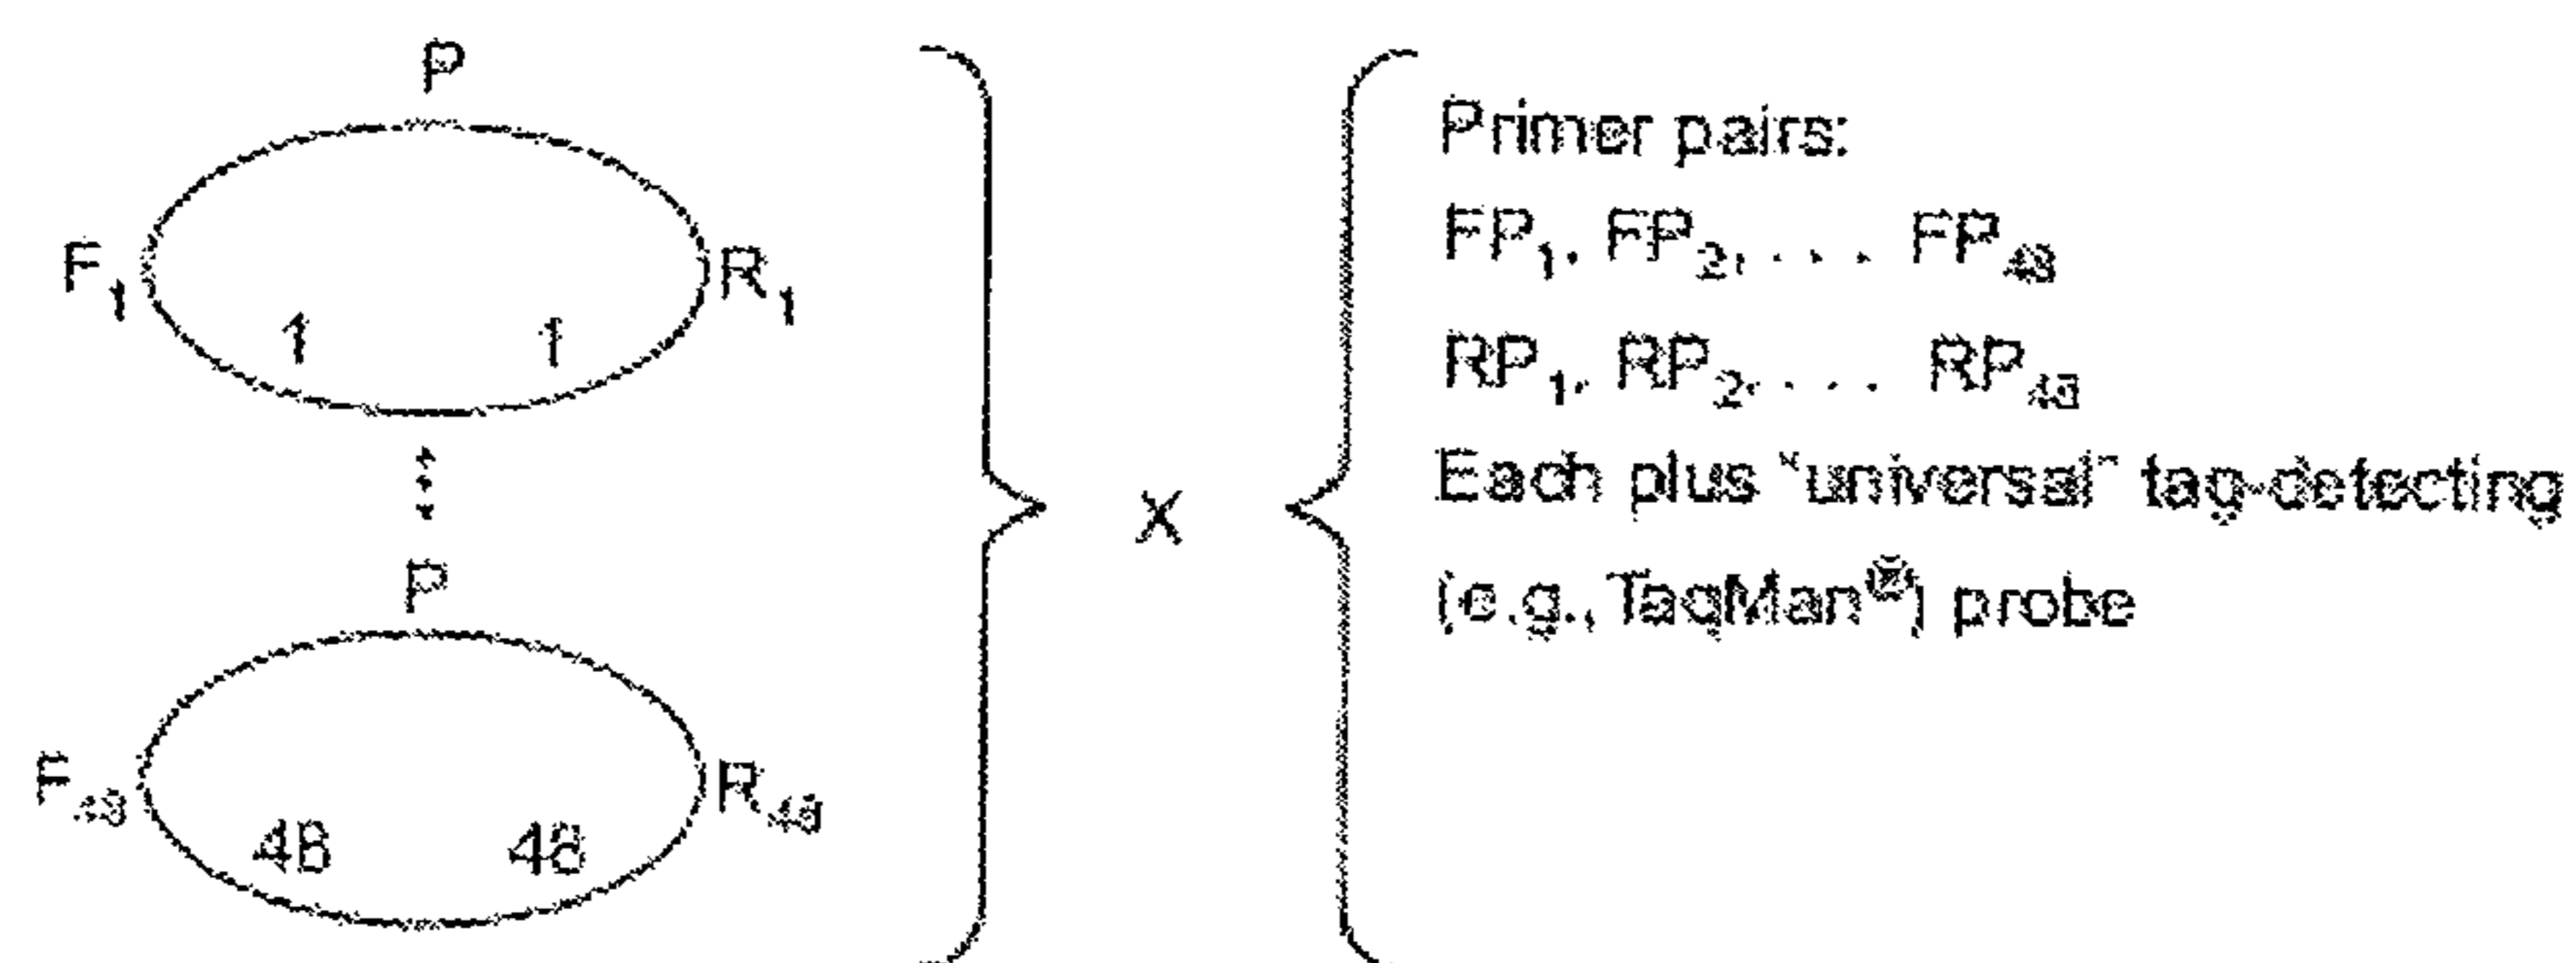 P
F₁ R₁
1 1
P
F₄₈ R₄₈
48 48
X
Primer pairs:
FP₁, FP₂, . . . FP₄₈
RP₁, RP₂, . . . RP₄₈
Each plus "universal" tag-detecting
(e.g., TaqMan®) probe